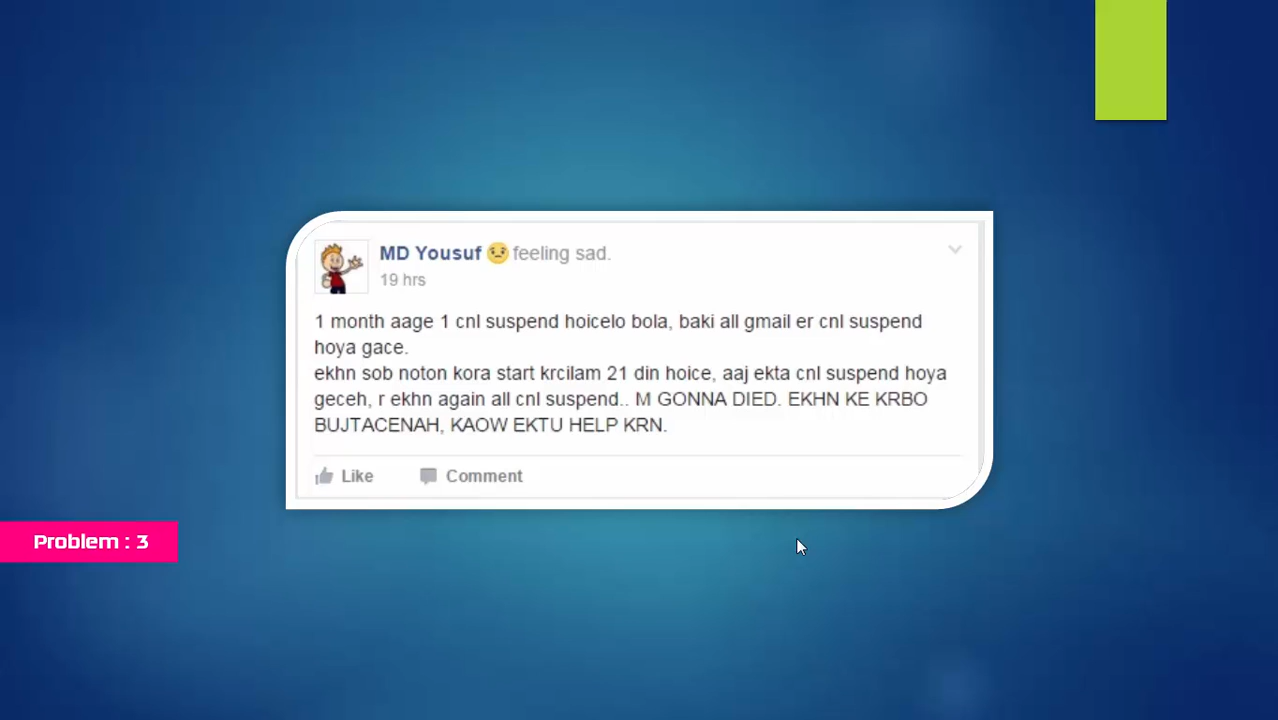 MD Yousuf 😟 feeling sad.
19 hrs
1 month aage 1 cnl suspend hoicelo bola, baki all gmail er cnl suspend
hoya gace.
ekhn sob noton kora start krcilam 21 din hoice, aaj ekta cnl suspend hoya
geceh, r ekhn again all cnl suspend.. M GONNA DIED. EKHN KE KRBO
BUJTACENAH, KAOW EKTU HELP KRN.
Like Comment
Problem : 3